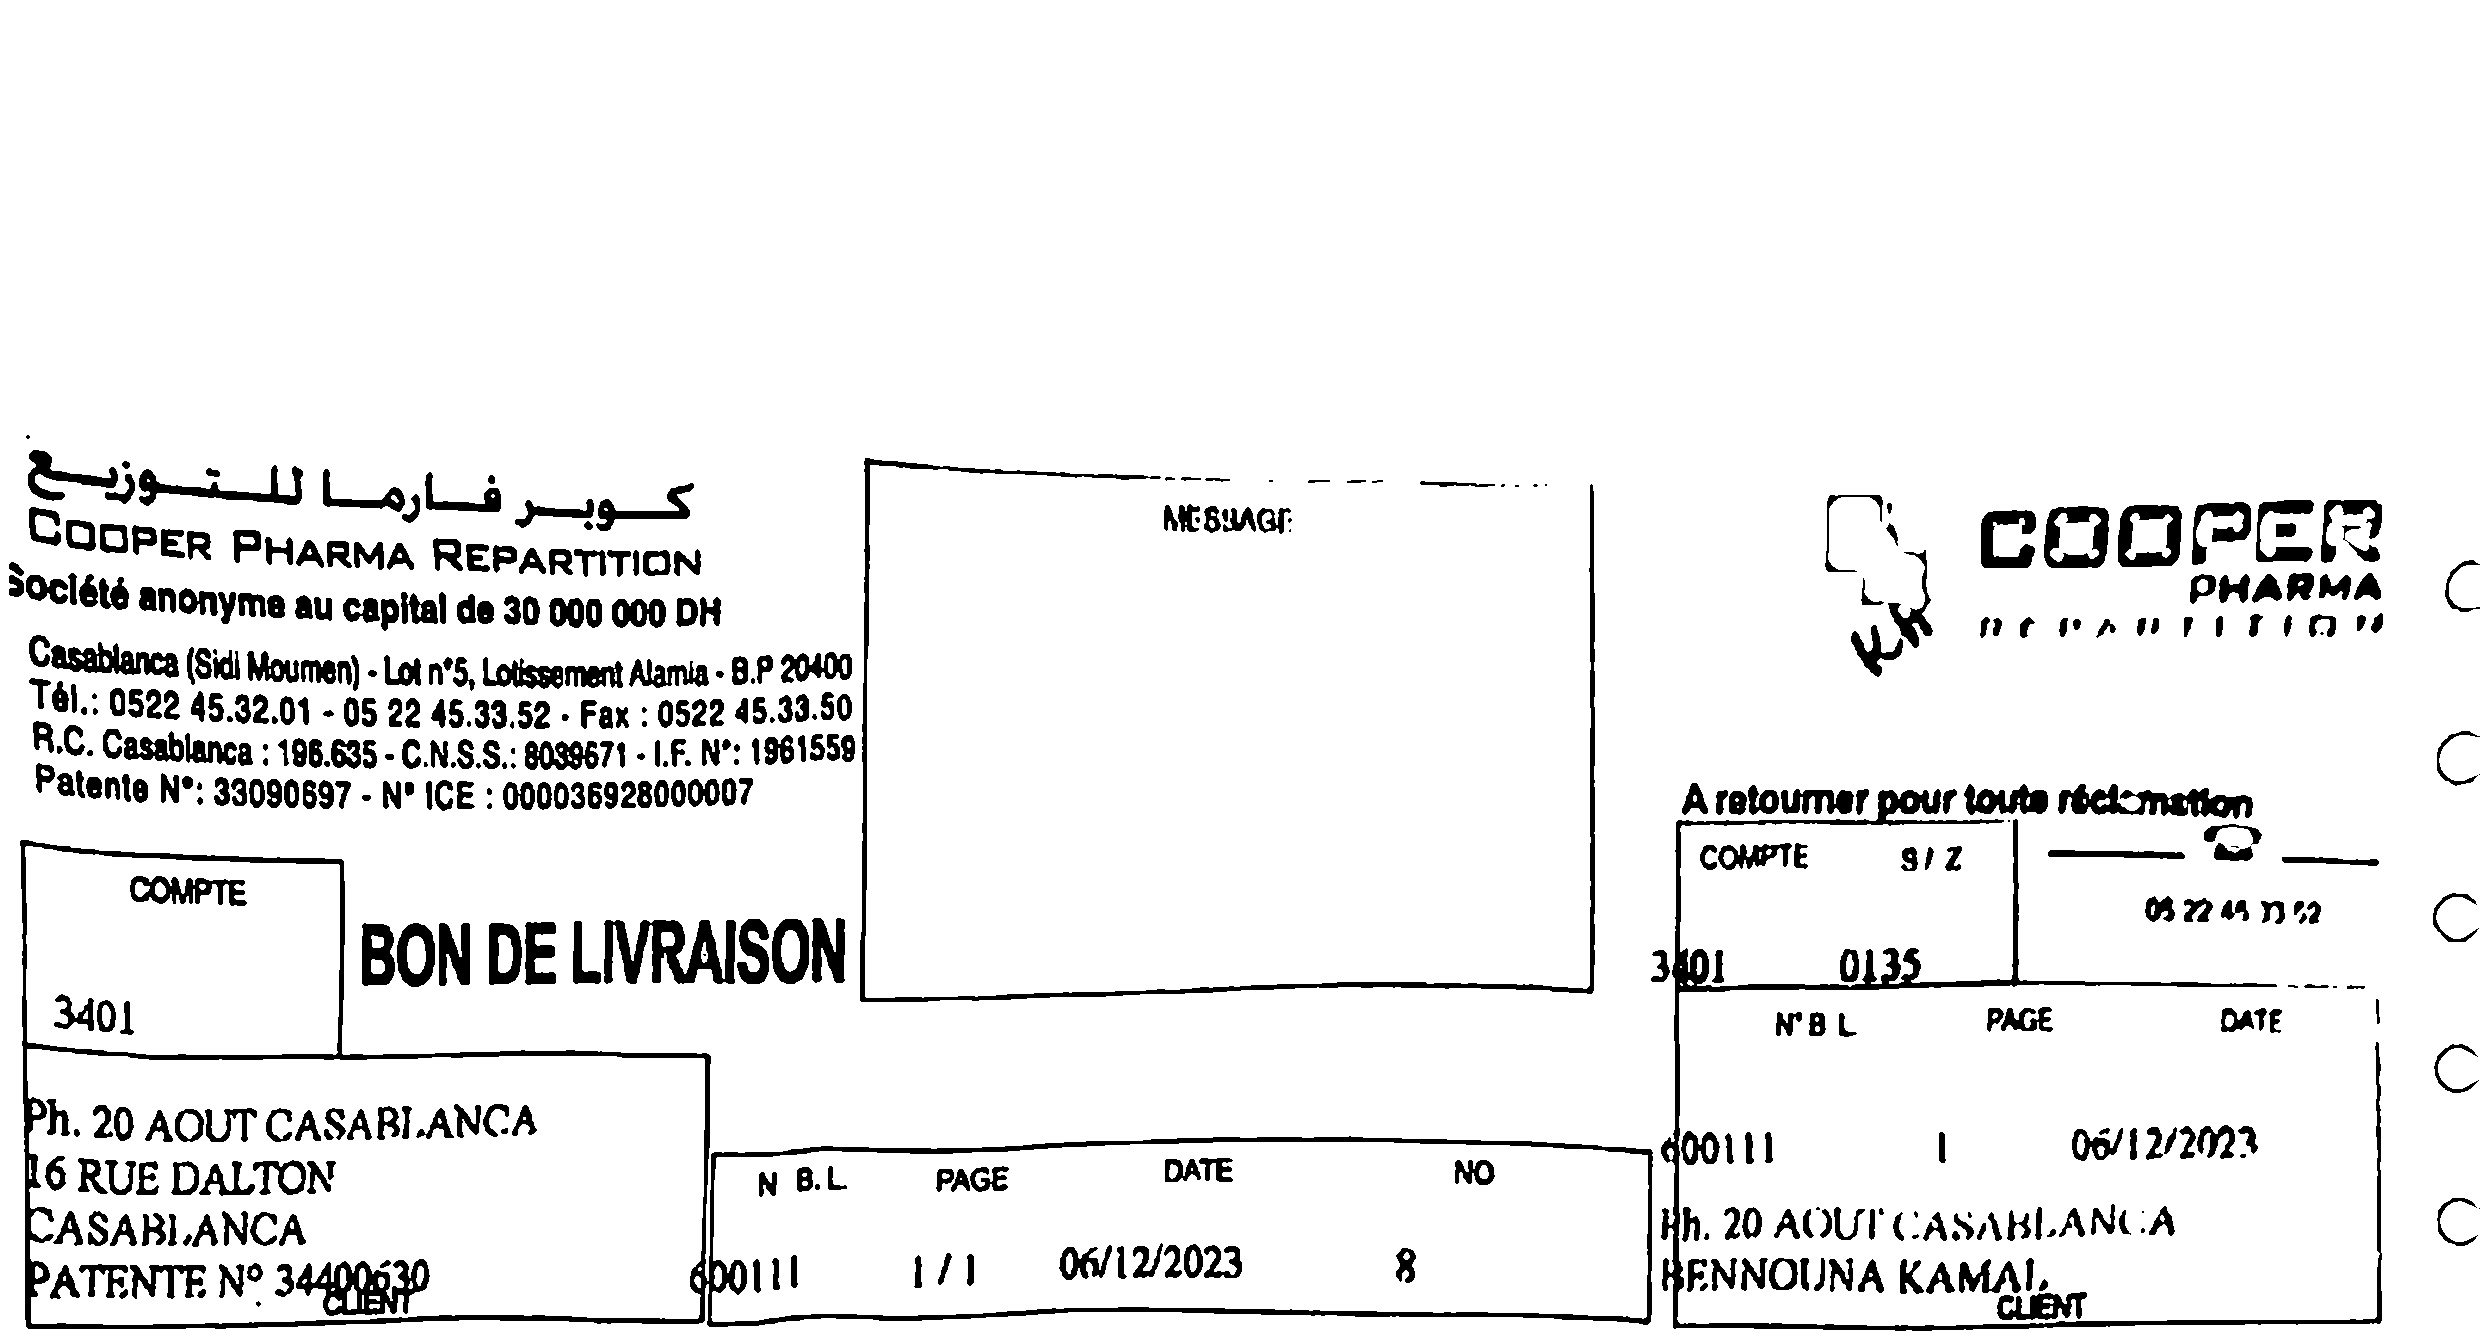 كوبر فارما للتوزيع
COOPER PHARMA REPARTITION
Société anonyme au capital de 30 000 000 DH
Casablanca (Sidi Moumen) - Lot n°5, Lotissement Alamia - B.P 20400
Tél.: 0522 45.32.01 - 05 22 45.33.52 - Fax : 0522 45.33.50
R.C. Casablanca : 196.635 - C.N.S.S.: 8039671 - I.F. N°: 1961559
Patente N°: 33090697 - N° ICE : 000036928000007
COMPTE
3401
BON DE LIVRAISON
MESSAGE
Ph. 20 AOUT CASABLANCA
16 RUE DALTON
CASABLANCA
PATENTE N° 34400630
CLIENT
N B.L PAGE DATE NO
600111 1 / 1 06/12/2023 8
COOPER
PHARMA
REPARTITION
A retourner pour toute réclamation
COMPTE S / Z
3401 0135
05 22 45 33 52
N° B L PAGE DATE
600111 1 06/12/2023
Ph. 20 AOUT CASABLANCA
BENNOUNA KAMAL
CLIENT